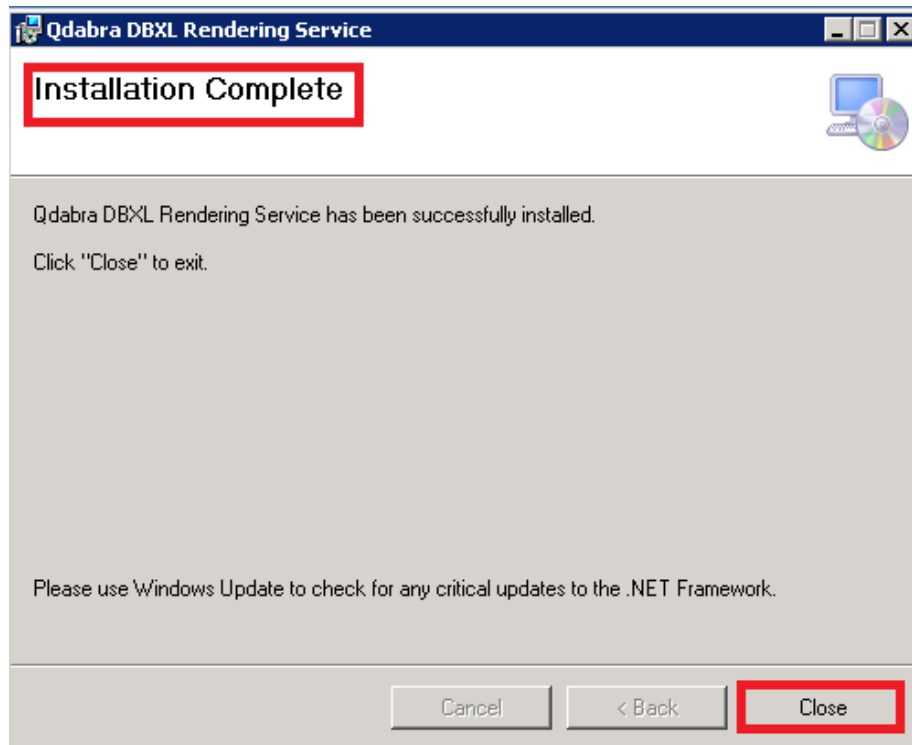 Qdabra DBXL Rendering Service
Installation Complete
Qdabra DBXL Rendering Service has been successfully installed.
Click "Close" to exit.
Please use Windows Update to check for any critical updates to the .NET Framework.
Cancel
< Back
Close